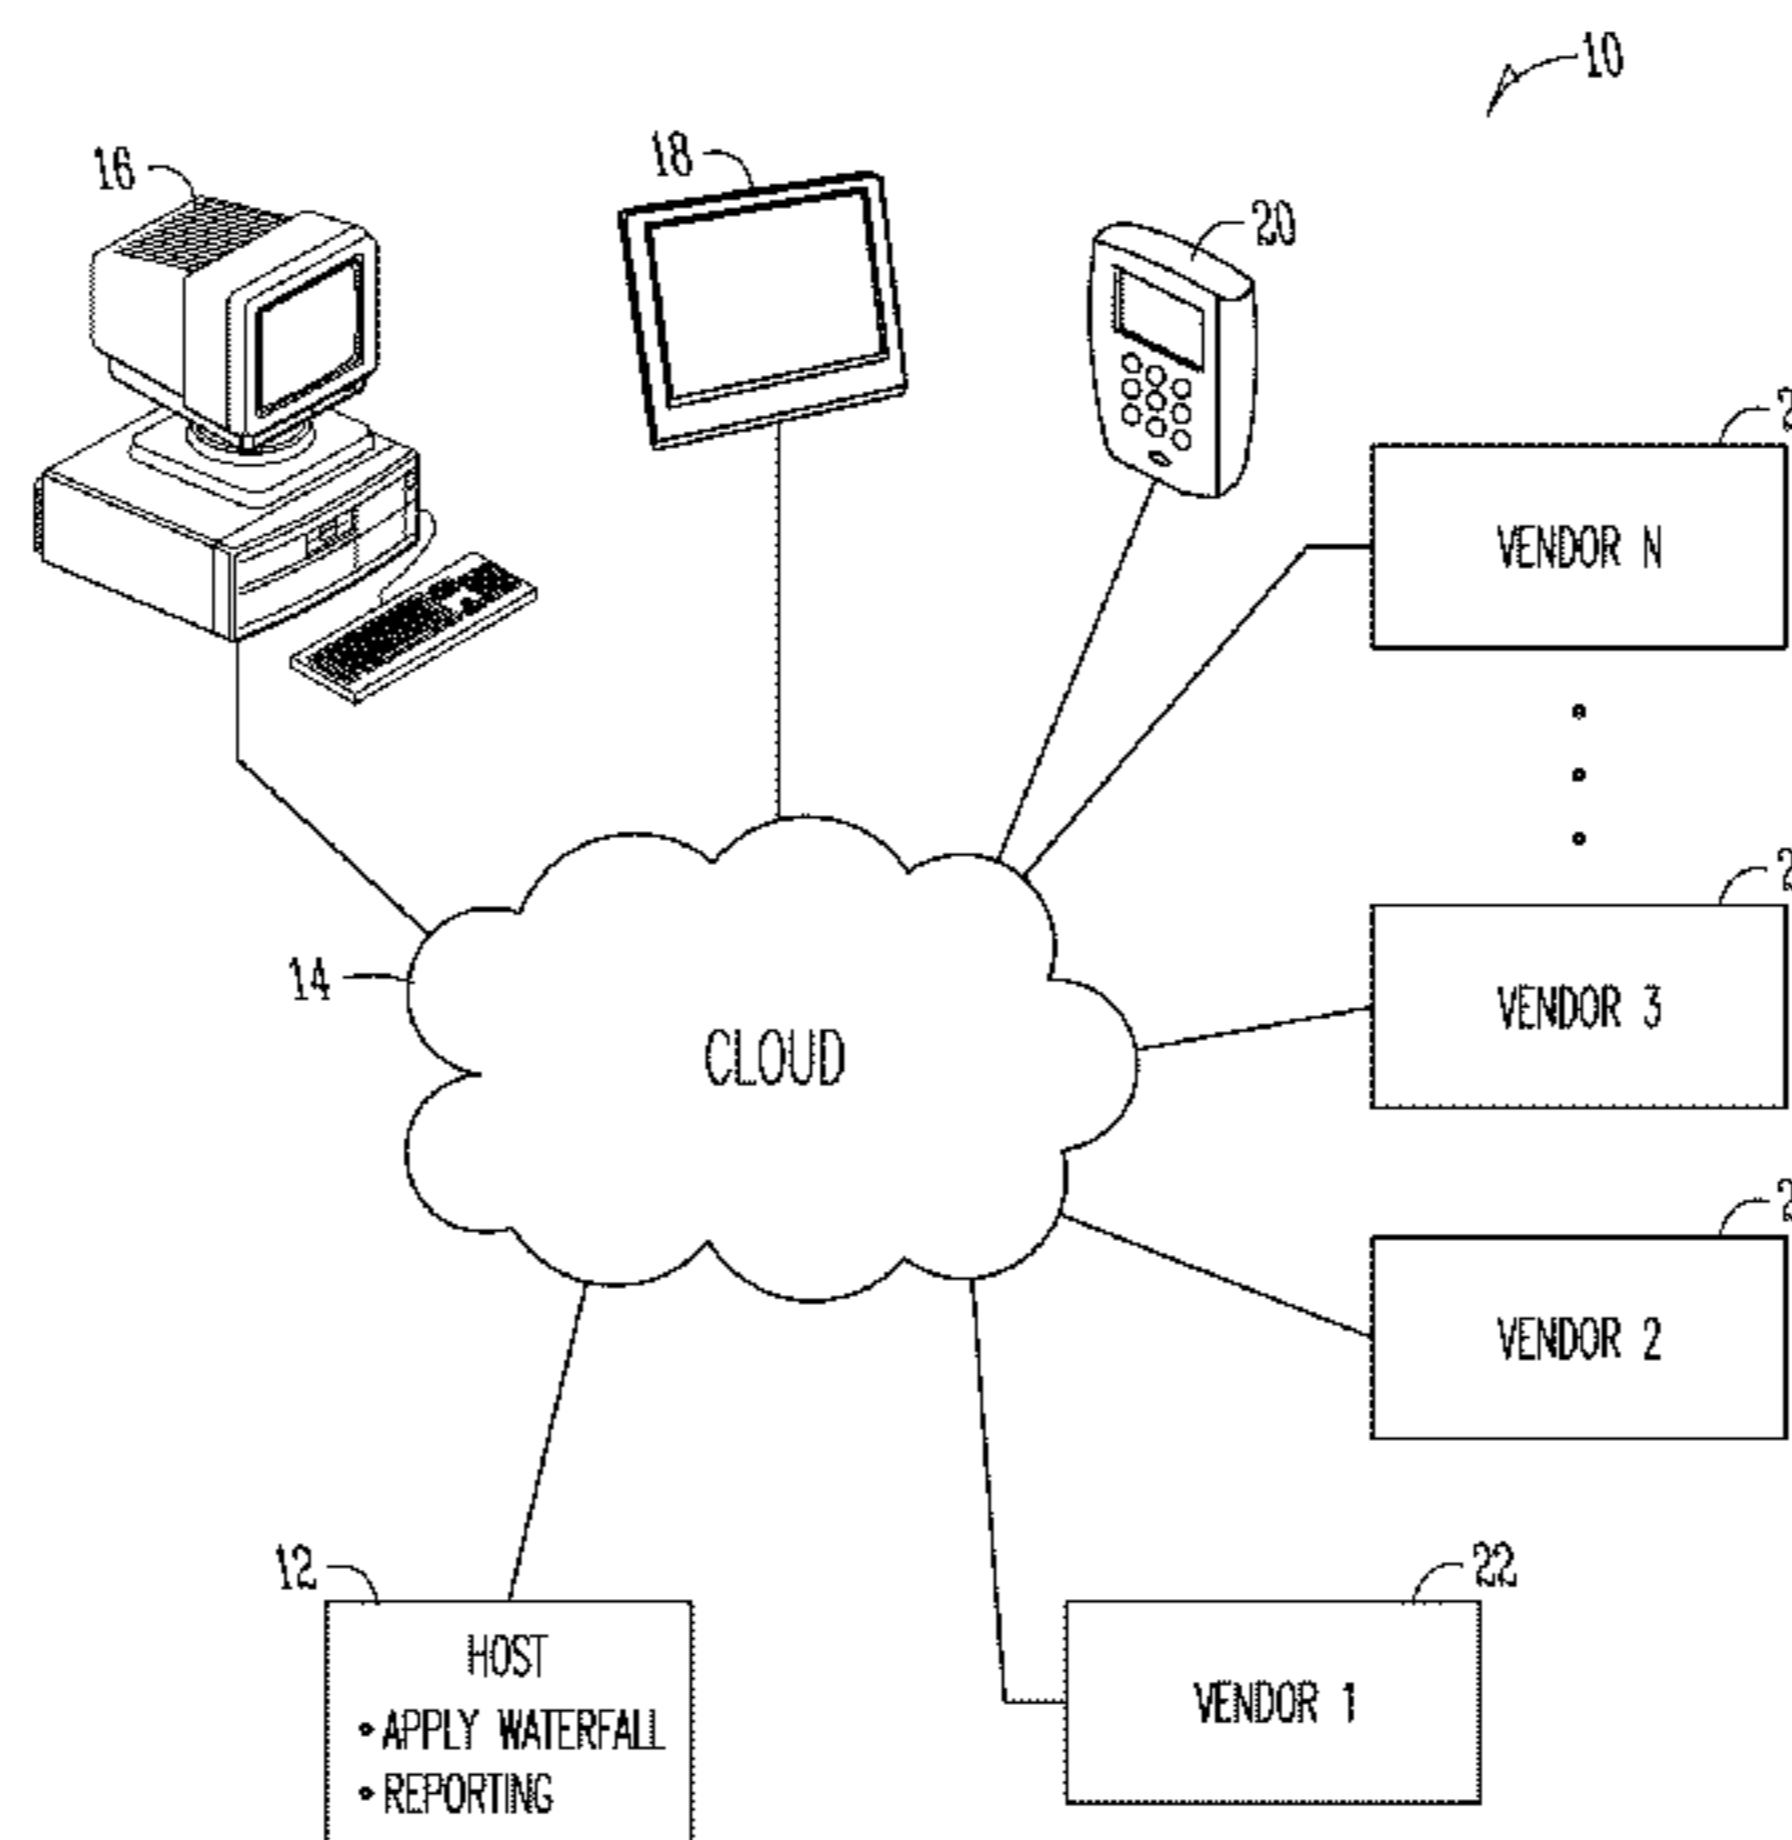 10
16
18
20
VENDOR N
VENDOR 3
14
CLOUD
VENDOR 2
12
22
HOST
• APPLY WATERFALL
• REPORTING
VENDOR 1